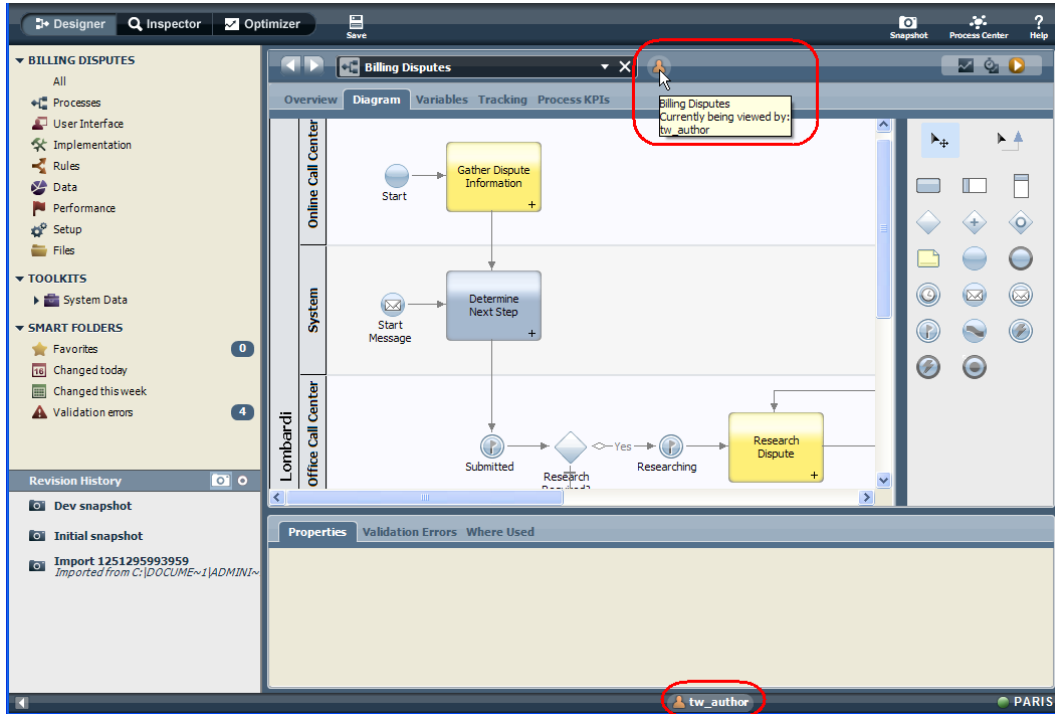 Designer
Inspector
Optimizer
Save
Snapshot
Process Center
Help
BILLING DISPUTES
All
Processes
User Interface
Implementation
Rules
Data
Performance
Setup
Files
TOOLKITS
System Data
SMART FOLDERS
Favorites
0
Changed today
Changed this week
Validation errors
4
Revision History
Dev snapshot
Initial snapshot
Import 1251295993959
Imported from C:\DOCUME~1\ADMINI~
Billing Disputes
Billing Disputes
Currently being viewed by:
tw_author
Overview
Diagram
Variables
Tracking
Process KPIs
Lombardi
Online Call Center
Start
Gather Dispute
Information
System
Start
Message
Determine
Next Step
Office Call Center
Submitted
Research
Yes
Researching
Research
Dispute
Properties
Validation Errors
Where Used
tw_author
PARIS